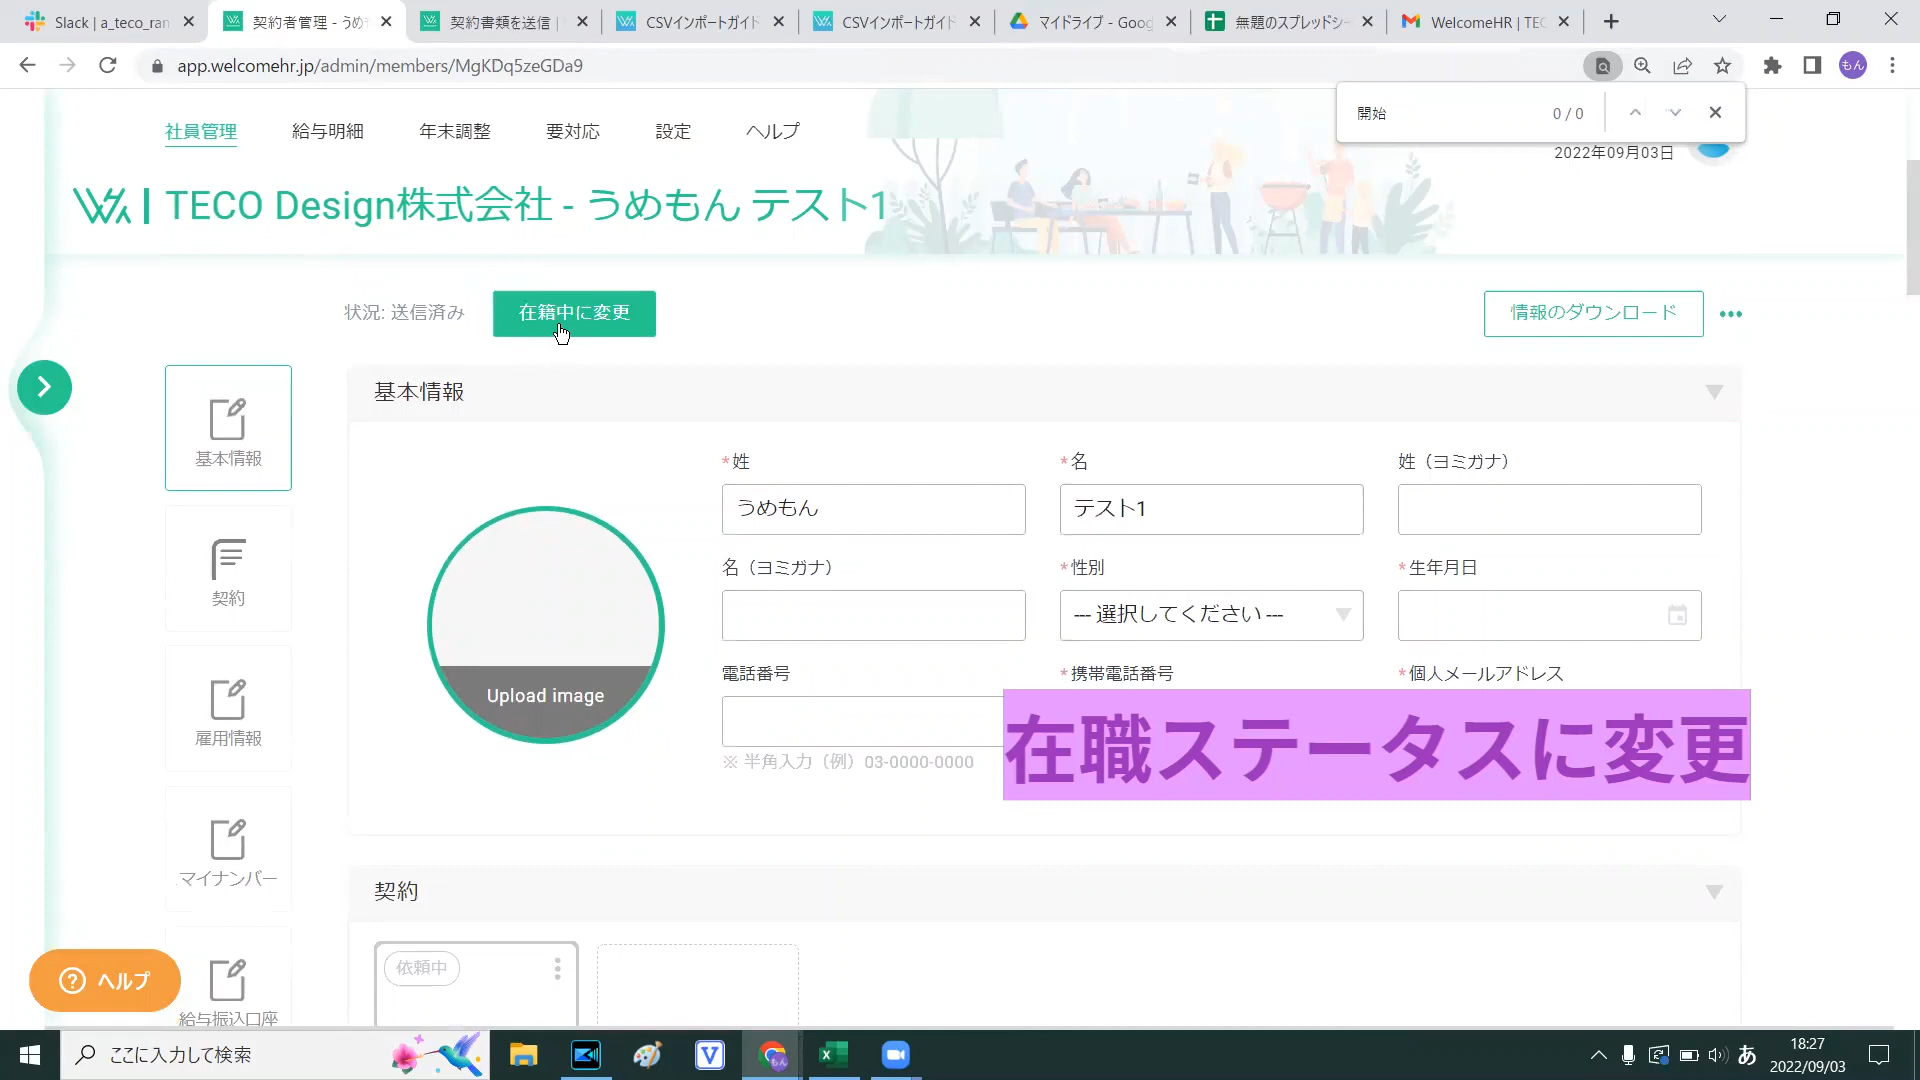 Slack | a_teco_ran
契約者管理 - うめ
契約書類を送信 |
CSVインポートガイド
CSVインポートガイド
マイドライブ - Goog
無題のスプレッドシー
WelcomeHR | TEC
app.welcomehr.jp/admin/members/MgKDq5zeGDa9
もん
開始
0 / 0
社員管理
給与明細
年末調整
要対応
設定
ヘルプ
2022年09月03日
TECO Design株式会社 - うめもん テスト1
状況: 送信済み
在籍中に変更
情報のダウンロード
基本情報
契約
雇用情報
マイナンバー
給与振込口座
基本情報
Upload image
*姓
*名
姓（ヨミガナ）
うめもん
テスト1
名（ヨミガナ）
*性別
*生年月日
--- 選択してください ---
電話番号
*携帯電話番号
*個人メールアドレス
※ 半角入力（例）03-0000-0000
在職ステータスに変更
契約
依頼中
ヘルプ
ここに入力して検索
あ
18:27
2022/09/03